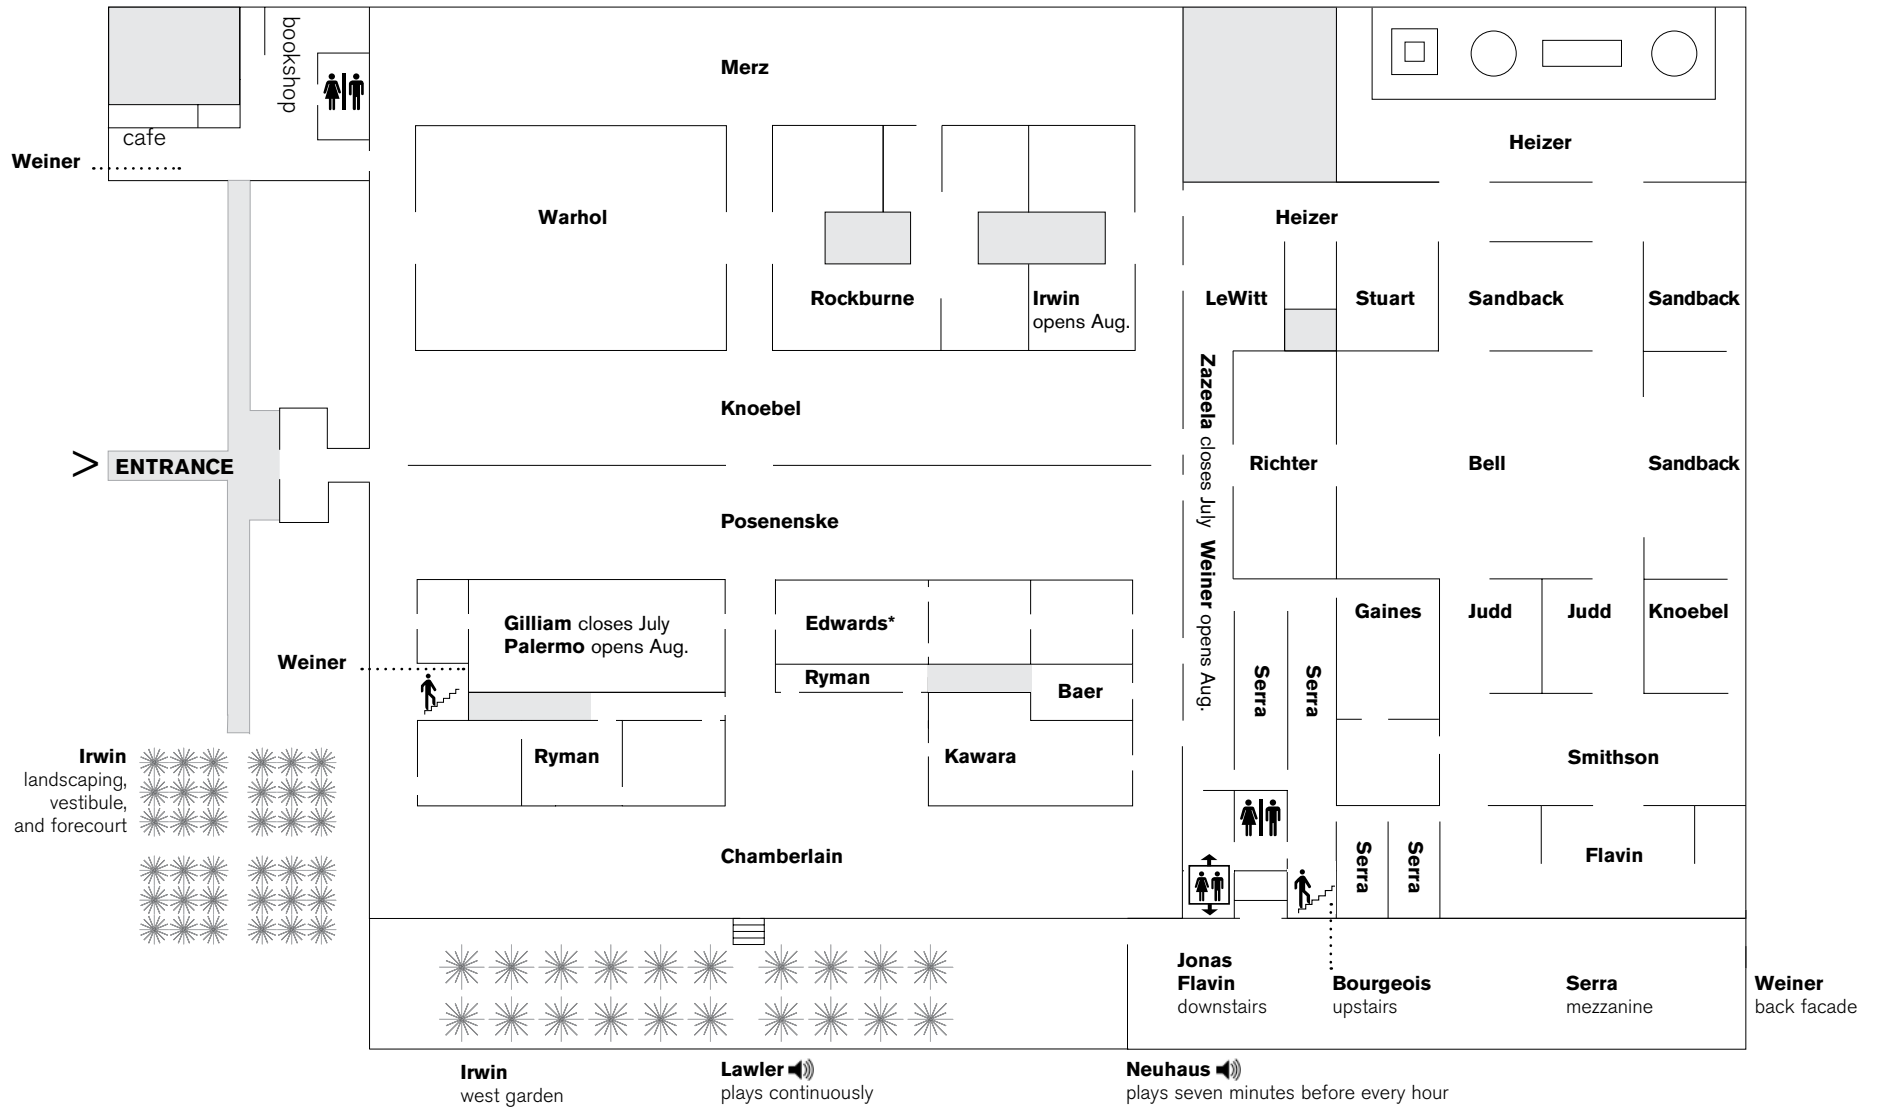 bookshop
Merz
cafe
Heizer
Weiner
Warhol
Heizer
Rockburne
Irwin
opens Aug.
LeWitt
Stuart
Sandback
Sandback
Zazeela closes July Weiner opens Aug.
Knoebel
> ENTRANCE
Richter
Bell
Sandback
Posenenske
Gilliam closes July
Palermo opens Aug.
Edwards*
Gaines
Judd
Judd
Knoebel
Weiner
Ryman
Baer
Serra
Serra
Irwin
landscaping,
vestibule,
and forecourt
Ryman
Kawara
Smithson
Chamberlain
Serra
Serra
Flavin
Jonas
Flavin
downstairs
Bourgeois
upstairs
Serra
mezzanine
Weiner
back facade
Irwin
west garden
Lawler
plays continuously
Neuhaus
plays seven minutes before every hour